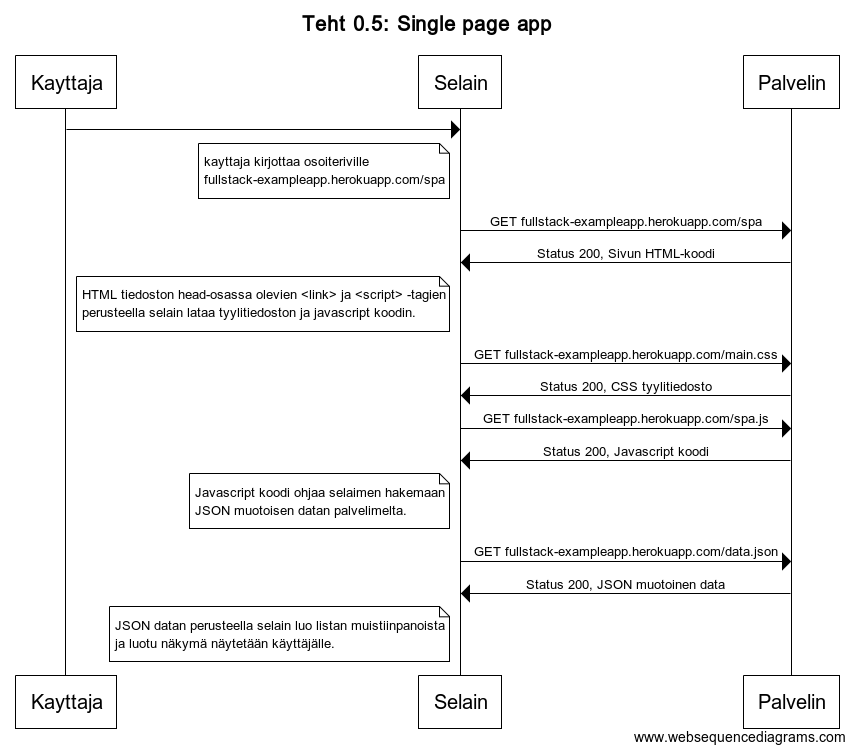 Teht 0.5: Single page app
Kayttaja
Selain
Palvelin
kayttaja kirjottaa osoiteriville
fullstack-exampleapp.herokuapp.com/spa
GET fullstack-exampleapp.herokuapp.com/spa
Status 200, Sivun HTML-koodi
HTML tiedoston head-osassa olevien <link> ja <script> -tagien
perusteella selain lataa tyylitiedoston ja javascript koodin.
GET fullstack-exampleapp.herokuapp.com/main.css
Status 200, CSS tyylitiedosto
GET fullstack-exampleapp.herokuapp.com/spa.js
Status 200, Javascript koodi
Javascript koodi ohjaa selaimen hakemaan
JSON muotoisen datan palvelimelta.
GET fullstack-exampleapp.herokuapp.com/data.json
Status 200, JSON muotoinen data
JSON datan perusteella selain luo listan muistiinpanoista
ja luotu näkymä näytetään käyttäjälle.
Kayttaja
Selain
Palvelin
www.websequencediagrams.com